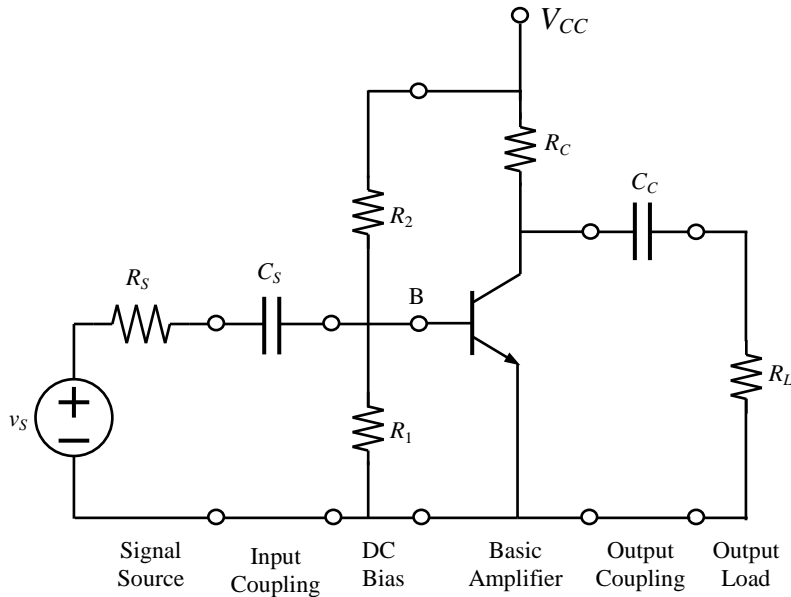 V_CC
R_C
C_C
R_2
R_S
C_S
B
R_L
v_S
R_1
Signal Source
Input Coupling
DC Bias
Basic Amplifier
Output Coupling
Output Load